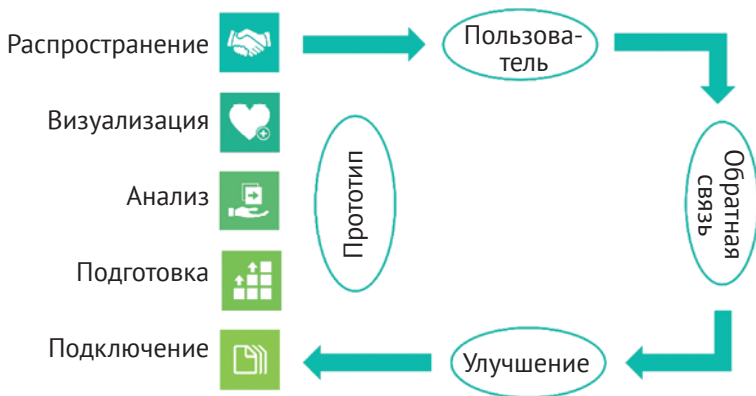 Распространение
Визуализация
Анализ
Подготовка
Подключение
Прототип
Пользова-
тель
Обратная
связь
Улучшение